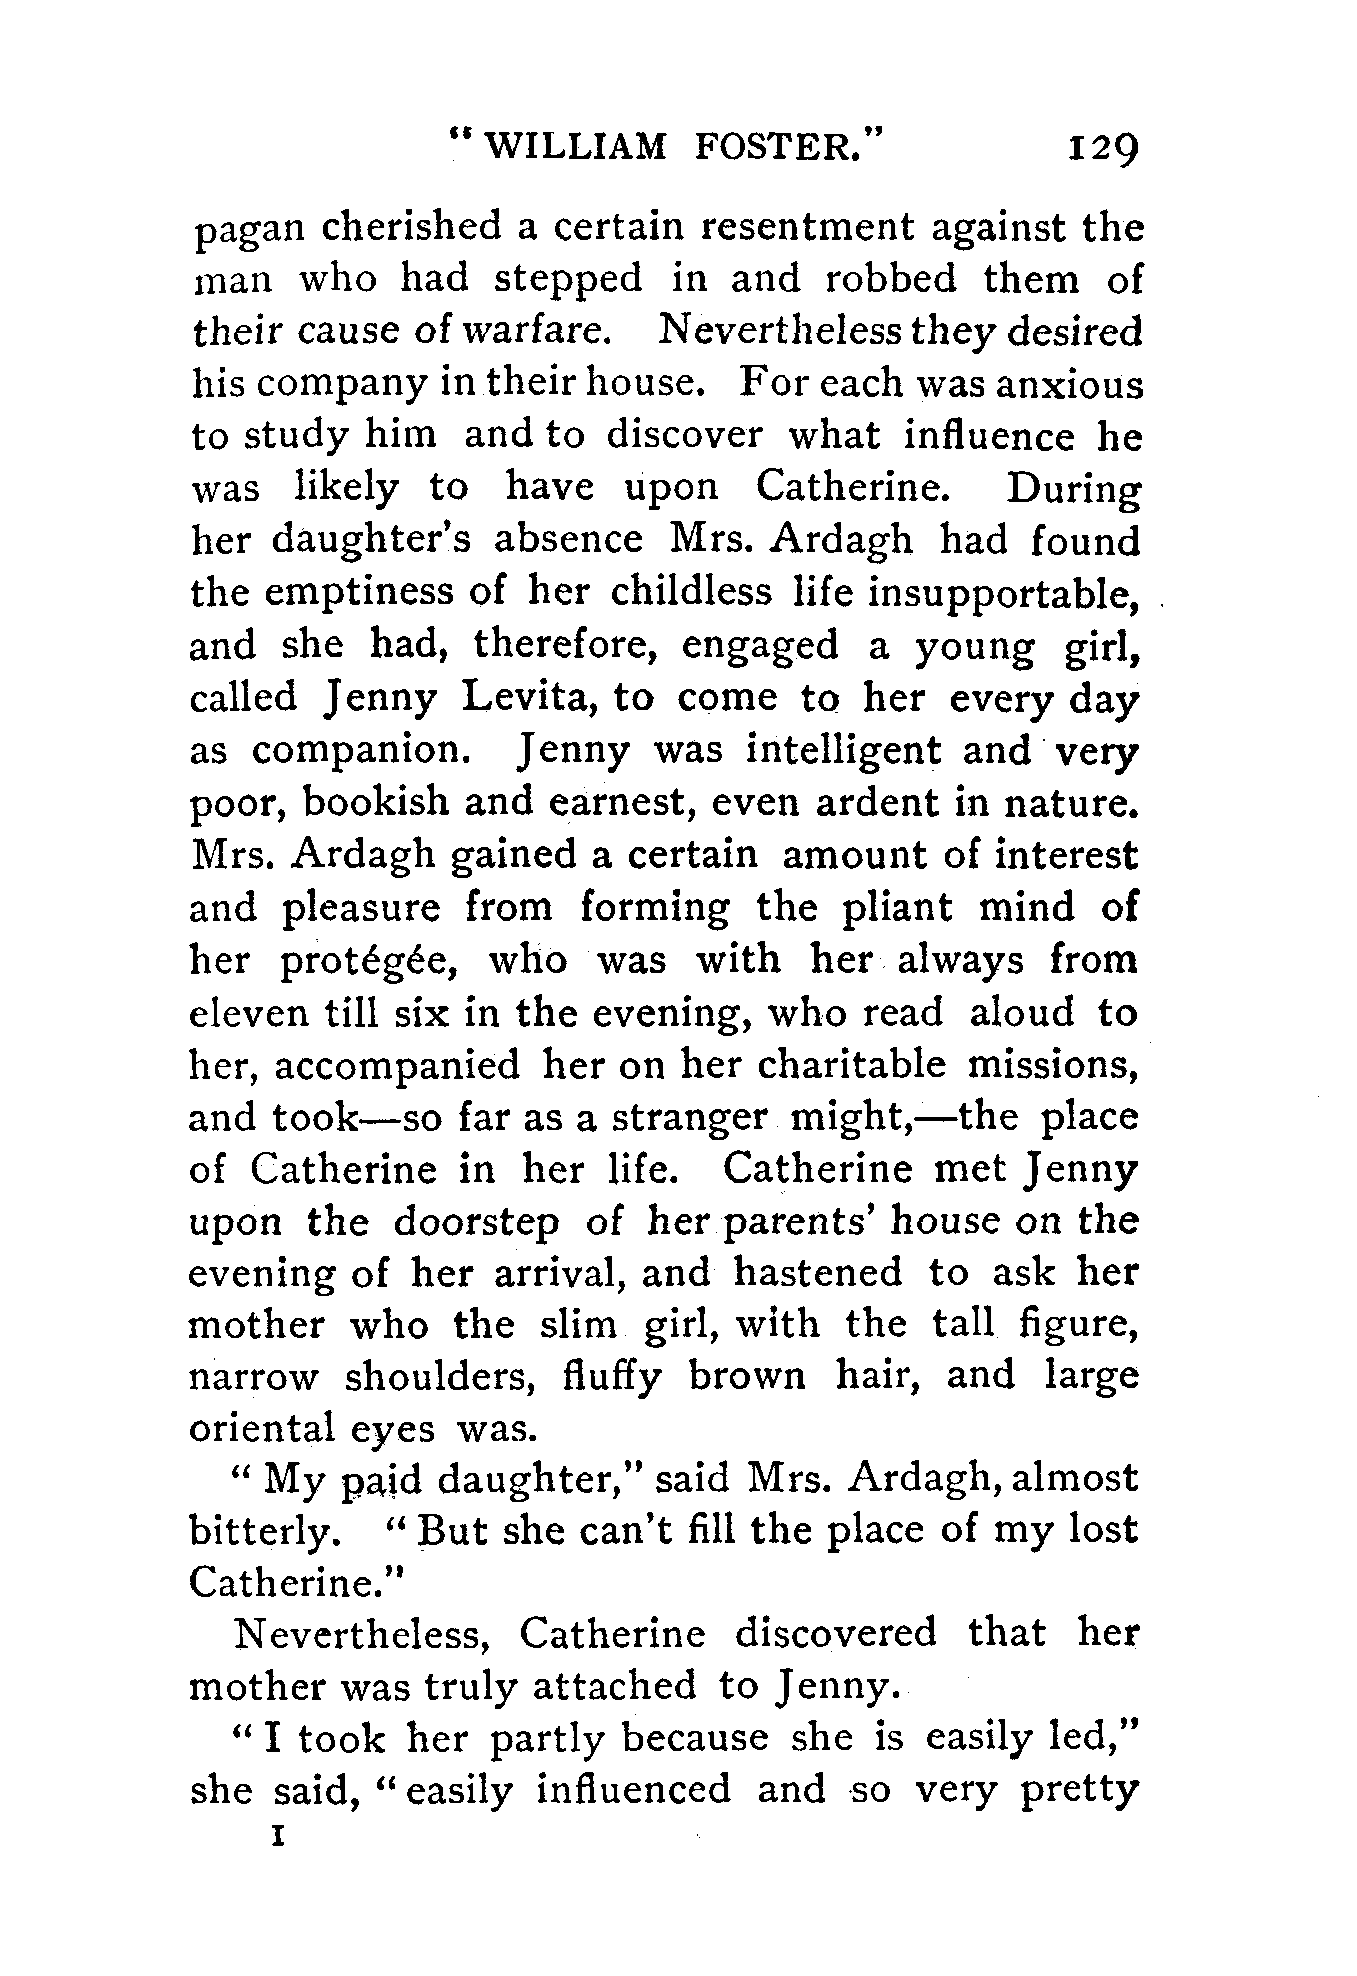 "WILLIAM FOSTER." 129
pagan cherished a certain resentment against the
man who had stepped in and robbed them of
their cause of warfare. Nevertheless they desired
his company in their house. For each was anxious
to study him and to discover what influence he
was likely to have upon Catherine. During
her daughter's absence Mrs. Ardagh had found
the emptiness of her childless life insupportable,
and she had, therefore, engaged a young girl,
called Jenny Levita, to come to her every day
as companion. Jenny was intelligent and very
poor, bookish and earnest, even ardent in nature.
Mrs. Ardagh gained a certain amount of interest
and pleasure from forming the pliant mind of
her protégée, who was with her always from
eleven till six in the evening, who read aloud to
her, accompanied her on her charitable missions,
and took—so far as a stranger might,—the place
of Catherine in her life. Catherine met Jenny
upon the doorstep of her parents' house on the
evening of her arrival, and hastened to ask her
mother who the slim girl, with the tall figure,
narrow shoulders, fluffy brown hair, and large
oriental eyes was.
"My paid daughter," said Mrs. Ardagh, almost
bitterly. "But she can't fill the place of my lost
Catherine."
Nevertheless, Catherine discovered that her
mother was truly attached to Jenny.
"I took her partly because she is easily led,"
she said, "easily influenced and so very pretty
I